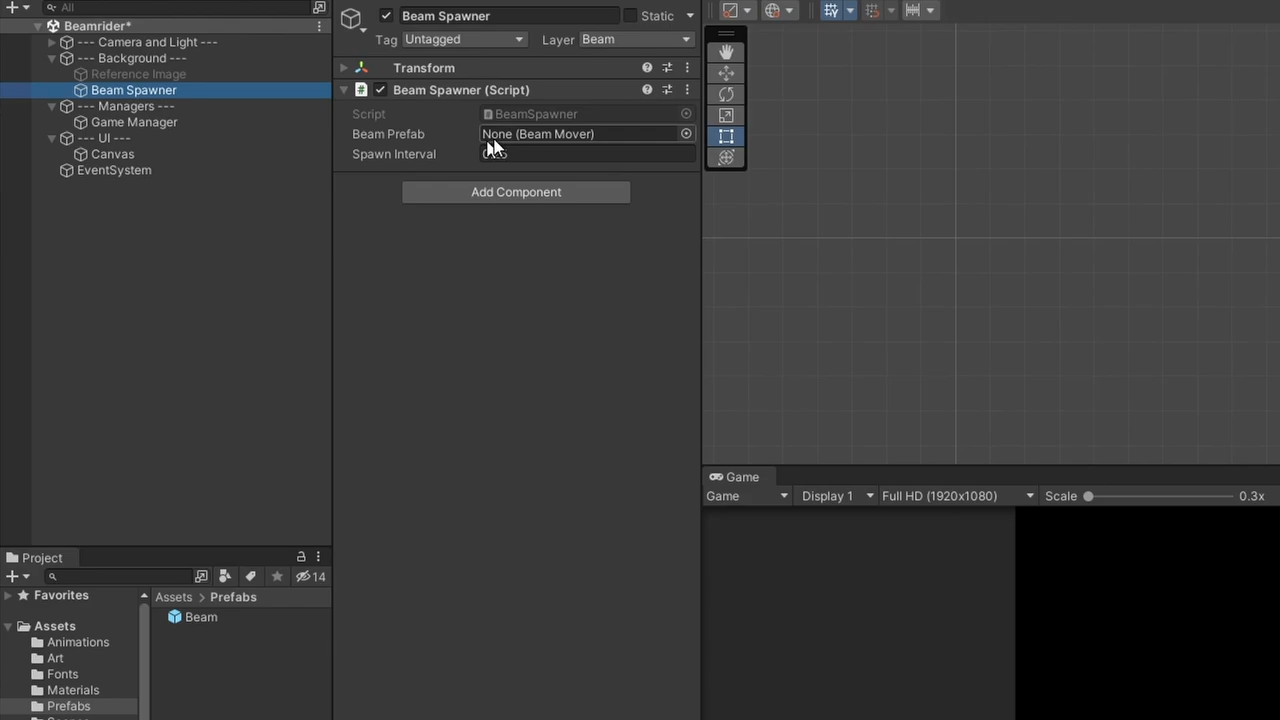 All
Beamrider*
--- Camera and Light ---
--- Background ---
Reference Image
Beam Spawner
--- Managers ---
Game Manager
--- UI ---
Canvas
EventSystem
Project
14
Favorites
Assets
Animations
Art
Fonts
Materials
Prefabs
Assets > Prefabs
Beam
Beam Spawner
Static
Tag Untagged Layer Beam
Transform
Beam Spawner (Script)
Script BeamSpawner
Beam Prefab None (Beam Mover)
Spawn Interval
Add Component
Game
Game Display 1 Full HD (1920x1080) Scale 0.3x